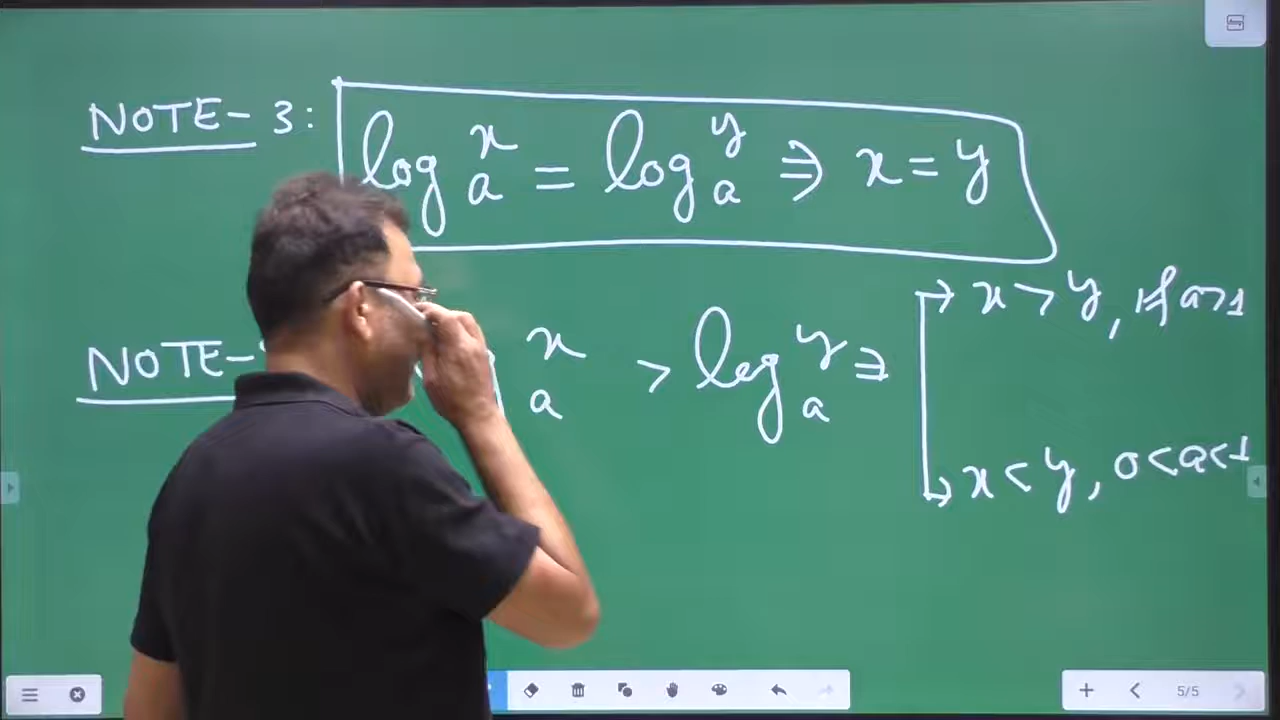 NOTE-3: log_a x = log_a y ⇒ x = y
NOTE- x a > log_a y ⇒
x > y, if a>1
x < y, 0<a<1
5/5